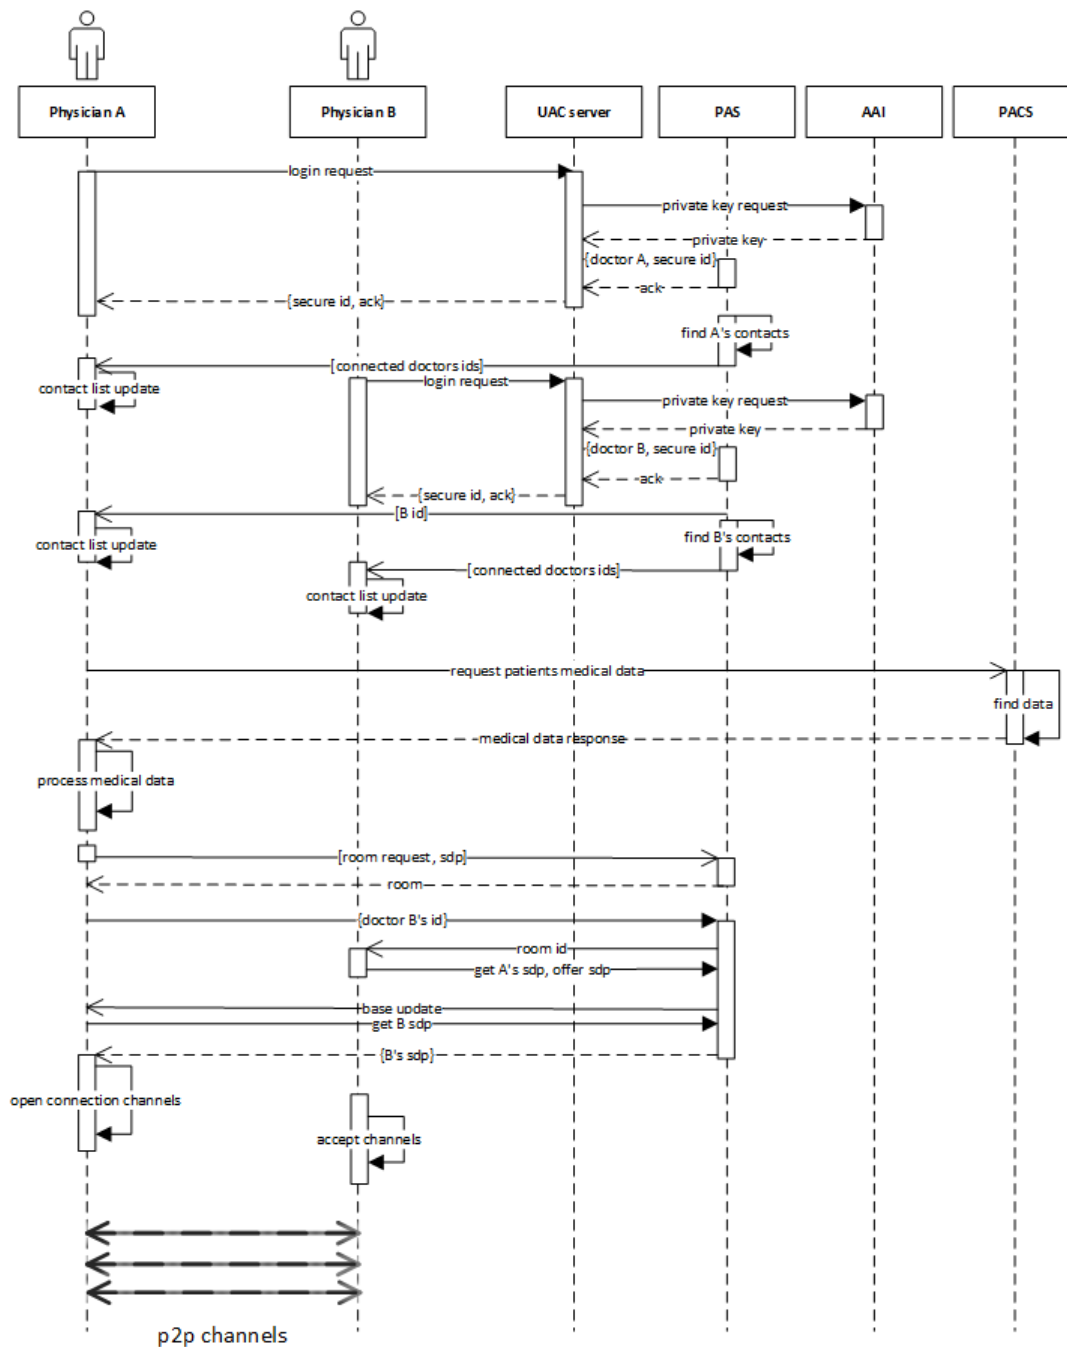 Physician A
Physician B
UAC server
PAS
AAI
PACS
login request
private key request
private key
{doctor A, secure id}
ack
{secure id, ack}
find A's contacts
[connected doctors ids]
contact list update
login request
private key request
private key
{doctor B, secure id}
ack
{secure id, ack}
[B id]
find B's contacts
contact list update
[connected doctors ids]
contact list update
request patients medical data
find data
medical data response
process medical data
[room request, sdp]
room
{doctor B's id}
room id
get A's sdp, offer sdp
base update
get B sdp
{B's sdp}
open connection channels
accept channels
p2p channels